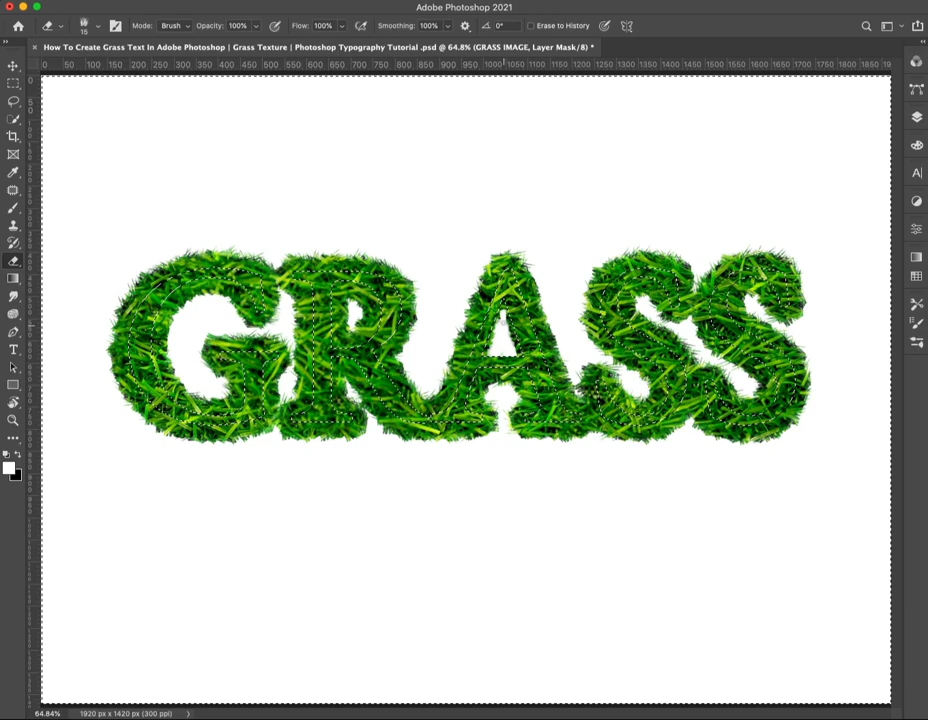 Adobe Photoshop 2021
15 Mode: Brush Opacity: 100% Flow: 100% Smoothing: 100% 0° Erase to History
× How To Create Grass Text In Adobe Photoshop | Grass Texture | Photoshop Typography Tutorial .psd @ 64.8% (GRASS IMAGE, Layer Mask/8) *
0 50 100 150 200 250 300 350 400 450 500 550 600 650 700 750 800 850 900 950 1000 1050 1100 1150 1200 1250 1300 1350 1400 1450 1500 1550 1600 1650 1700 1750 1800 1850 19
GRASS
64.84% 1920 px x 1420 px (300 ppi)